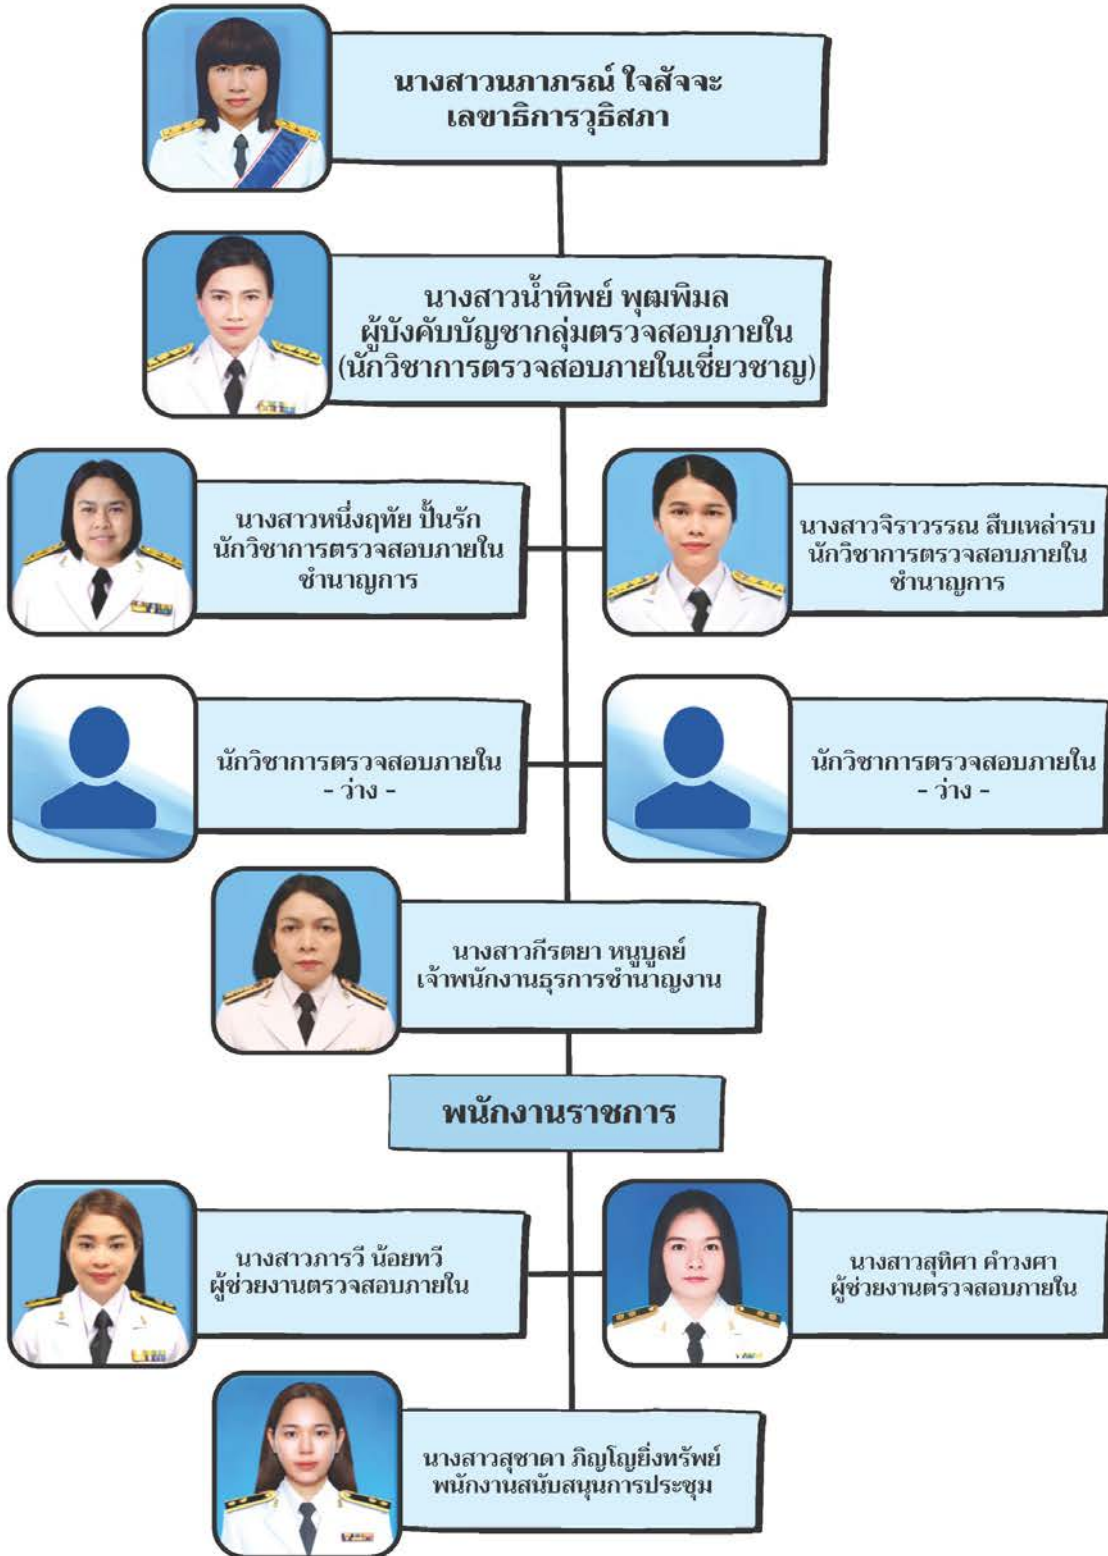 นางสาวนภาภรณ์ ใจสัจจะ
เลขาธิการวุธิสภา
นางสาวน้ำทิพย์ พุฒพิมล
ผู้บังคับบัญชากลุ่มตรวจสอบภายใน
(นักวิชาการตรวจสอบภายในเชี่ยวชาญ)
นางสาวหนึ่งฤทัย ปั้นรัก
นักวิชาการตรวจสอบภายใน
ชำนาญการ
นางสาวจิราวรรณ สืบเหล่ารบ
นักวิชาการตรวจสอบภายใน
ชำนาญการ
นักวิชาการตรวจสอบภายใน
- ว่าง -
นักวิชาการตรวจสอบภายใน
- ว่าง -
นางสาวกีรตยา หนูบูลย์
เจ้าพนักงานธุรการชำนาญงาน
พนักงานราชการ
นางสาวภารวี น้อยทวี
ผู้ช่วยงานตรวจสอบภายใน
นางสาวสุทิศา คำวงศา
ผู้ช่วยงานตรวจสอบภายใน
นางสาวสุชาดา ภิญโญยิ่งทรัพย์
พนักงานสนับสนุนการประชุม